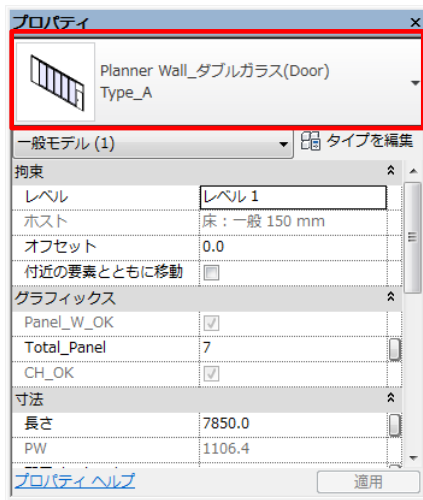 プロパティ ×
Planner Wall_ダブルガラス(Door)
Type_A
一般モデル (1) タイプを編集
拘束
レベル レベル 1
ホスト 床 : 一般 150 mm
オフセット 0.0
付近の要素とともに移動
グラフィックス
Panel_W_OK
Total_Panel 7
CH_OK
寸法
長さ 7850.0
PW 1106.4
プロパティ ヘルプ 適用